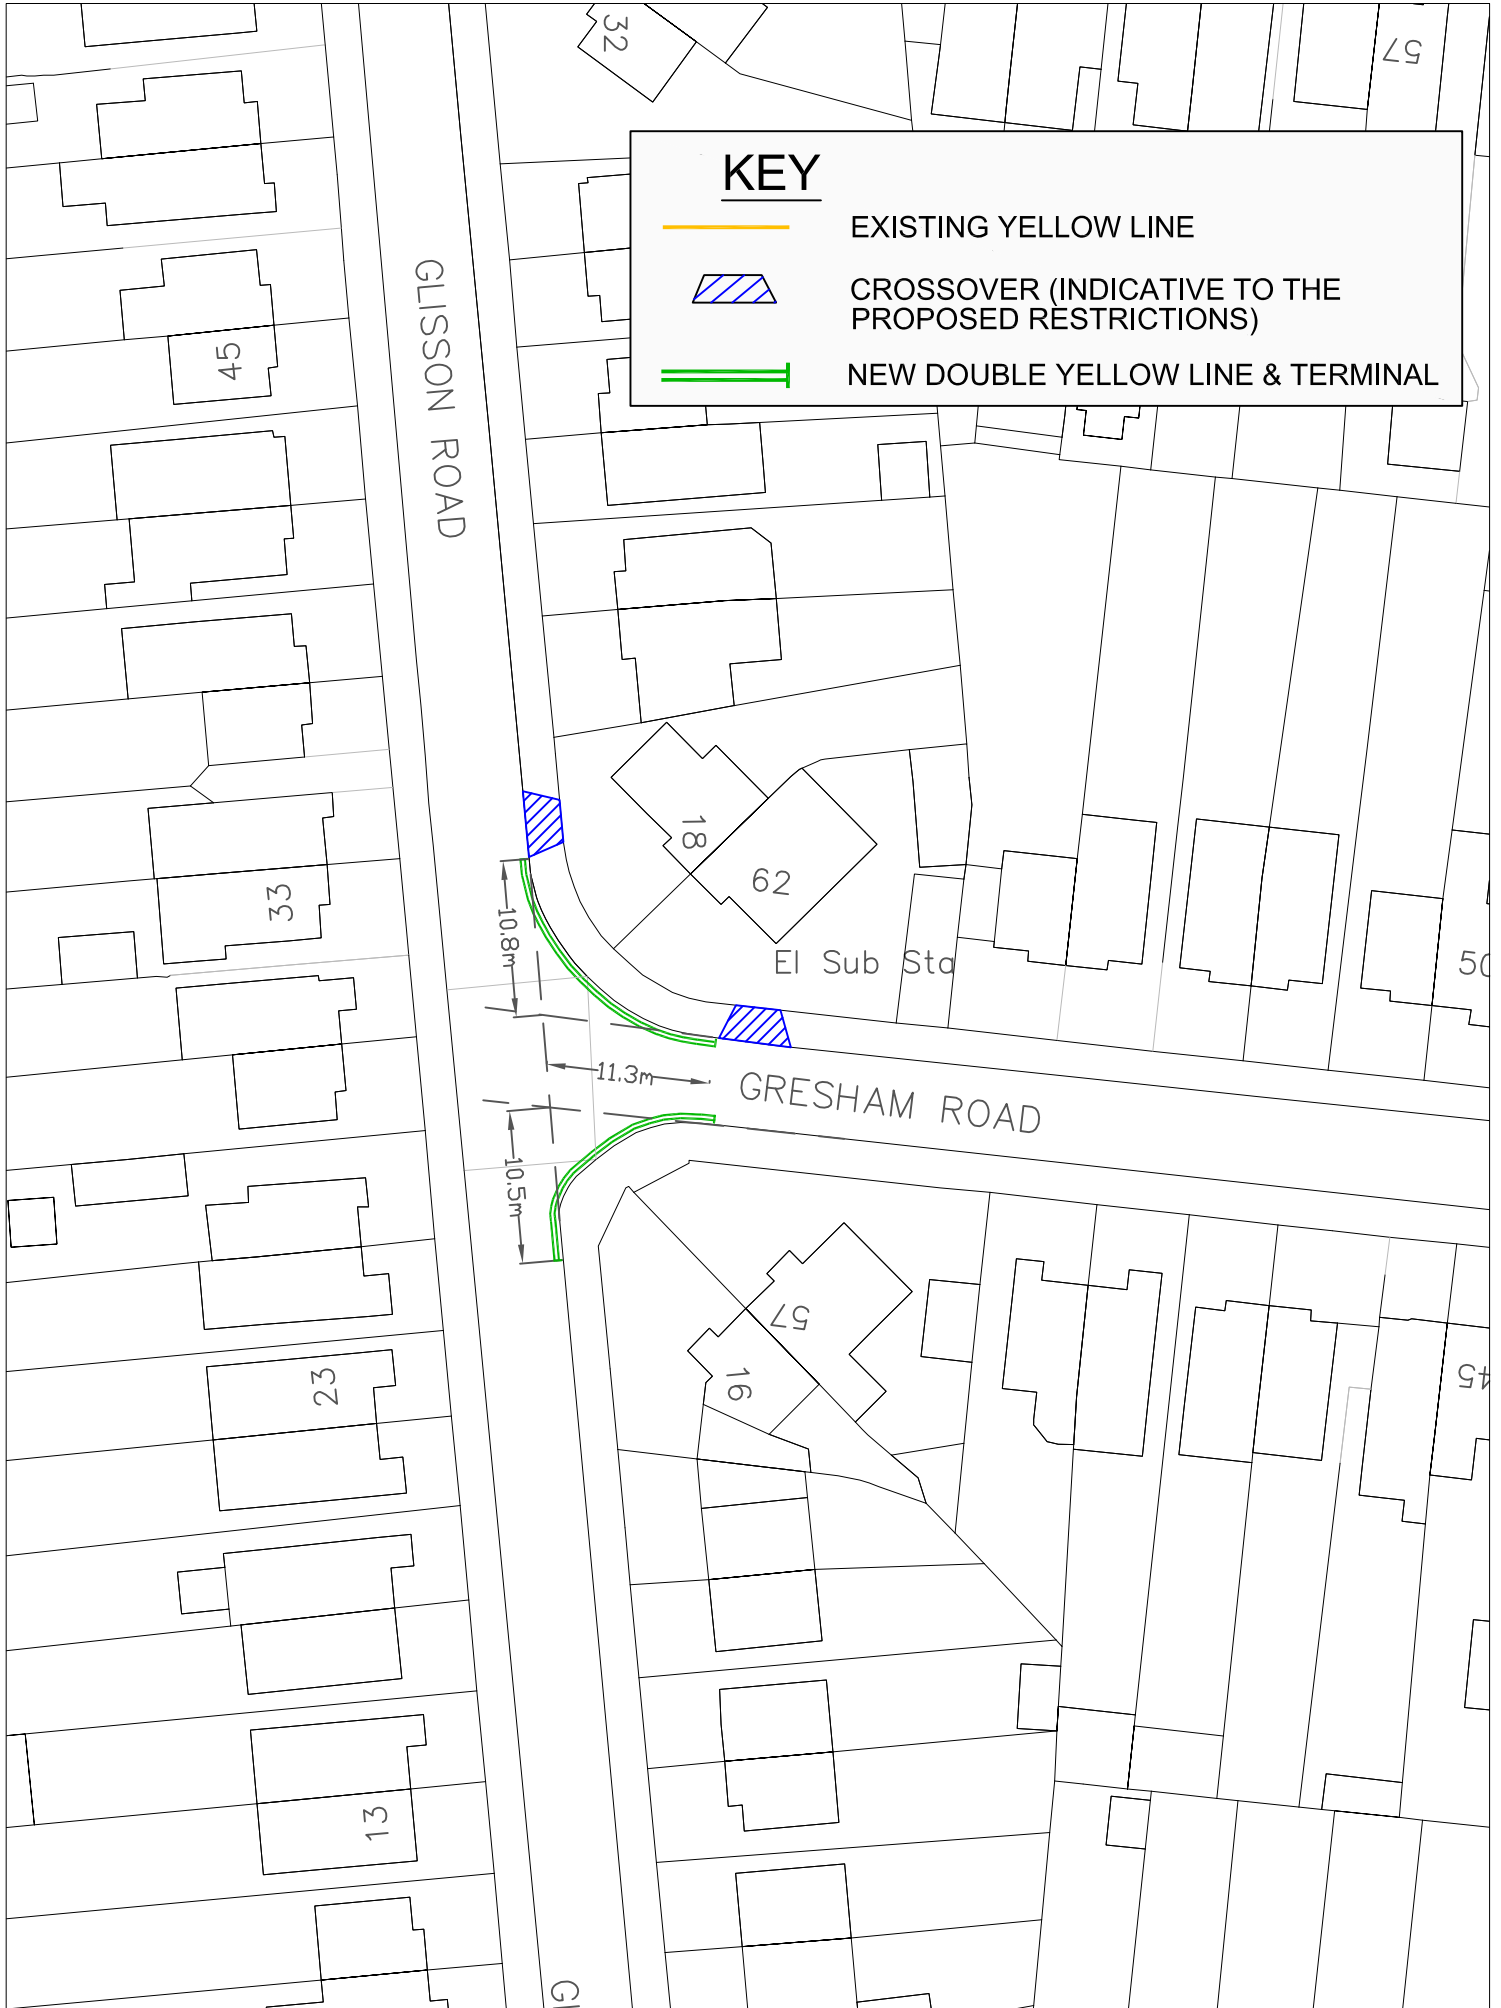 32
57
KEY
EXISTING YELLOW LINE
CROSSOVER (INDICATIVE TO THE
PROPOSED RESTRICTIONS)
NEW DOUBLE YELLOW LINE & TERMINAL
GLISSON ROAD
45
18
62
33
10.8m
El Sub Sta
50
11.3m
GRESHAM ROAD
10.5m
57
16
23
45
13